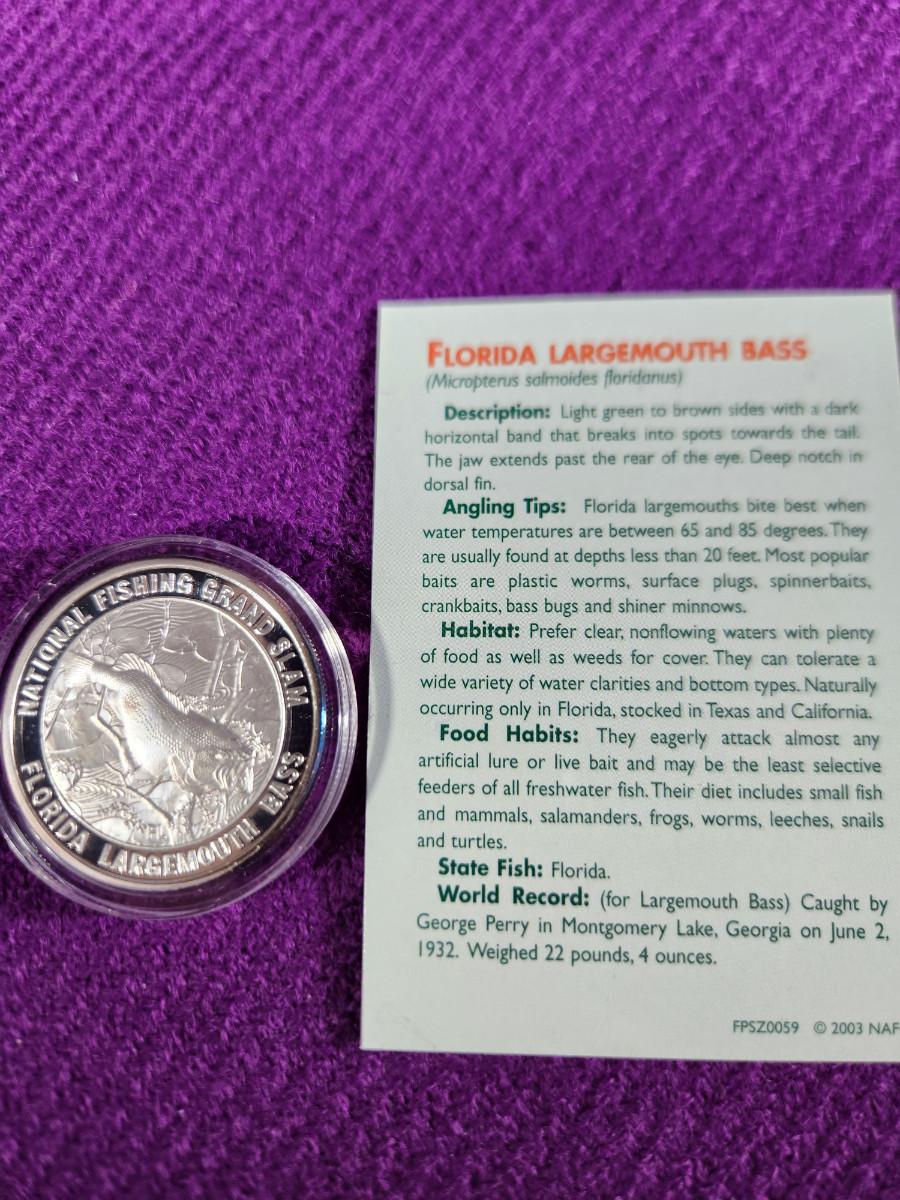 NATIONAL FISHING GRAND SLAM
FLORIDA LARGEMOUTH BASS
FLORIDA LARGEMOUTH BASS
(Micropterus salmoides floridanus)
Description: Light green to brown sides with a dark
horizontal band that breaks into spots towards the tail.
The jaw extends past the rear of the eye. Deep notch in
dorsal fin.
Angling Tips: Florida largemouths bite best when
water temperatures are between 65 and 85 degrees. They
are usually found at depths less than 20 feet. Most popular
baits are plastic worms, surface plugs, spinnerbaits,
crankbaits, bass bugs and shiner minnows.
Habitat: Prefer clear, nonflowing waters with plenty
of food as well as weeds for cover. They can tolerate a
wide variety of water clarities and bottom types. Naturally
occurring only in Florida, stocked in Texas and California.
Food Habits: They eagerly attack almost any
artificial lure or live bait and may be the least selective
feeders of all freshwater fish. Their diet includes small fish
and mammals, salamanders, frogs, worms, leeches, snails
and turtles.
State Fish: Florida.
World Record: (for Largemouth Bass) Caught by
George Perry in Montgomery Lake, Georgia on June 2,
1932. Weighed 22 pounds, 4 ounces.
FPSZ0059 © 2003 NAF